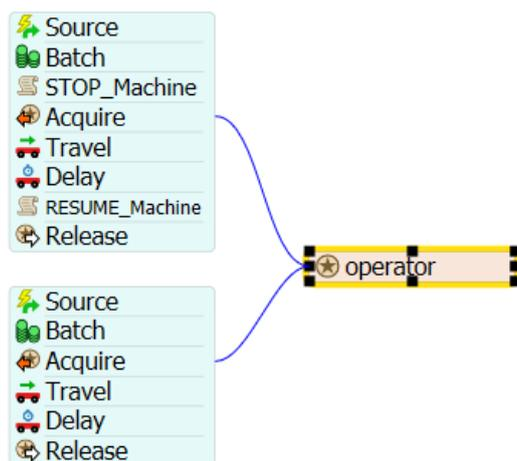 Source
Batch
STOP_Machine
Acquire
Travel
Delay
RESUME_Machine
Release
operator
Source
Batch
Acquire
Travel
Delay
Release